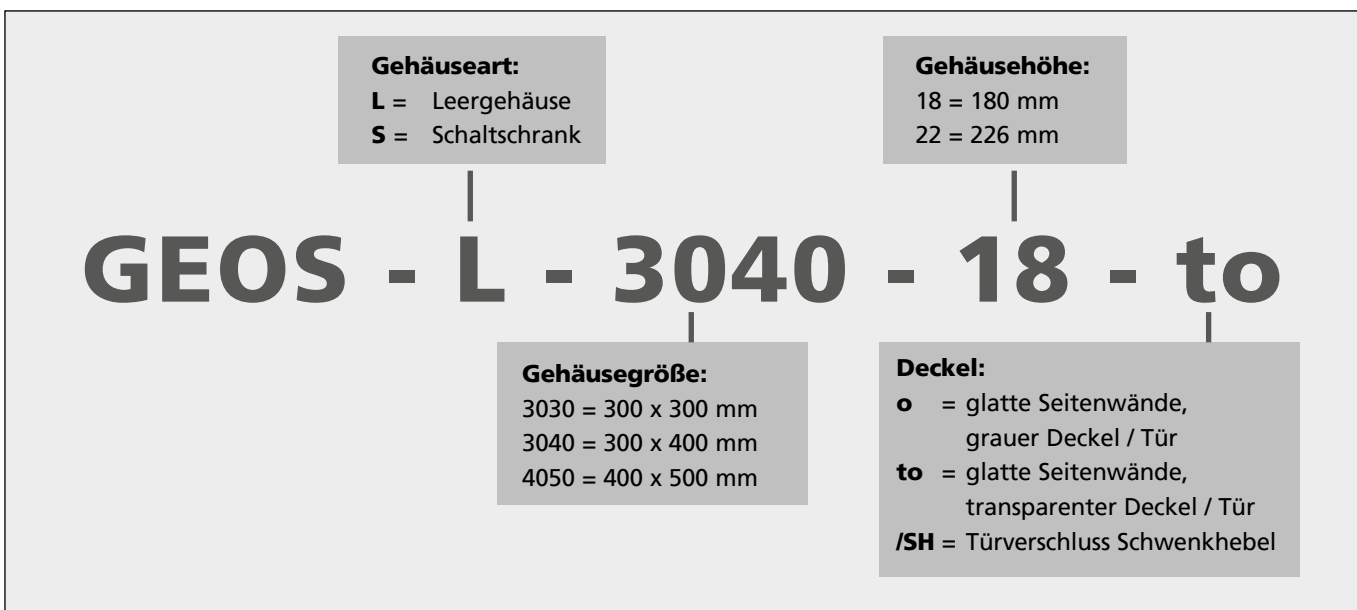 Gehäuseart:
L = Leergehäuse
S = Schaltschrank
Gehäusehöhe:
18 = 180 mm
22 = 226 mm
GEOS - L - 3040 - 18 - to
Gehäusegröße:
3030 = 300 x 300 mm
3040 = 300 x 400 mm
4050 = 400 x 500 mm
Deckel:
o = glatte Seitenwände,
grauer Deckel / Tür
to = glatte Seitenwände,
transparenter Deckel / Tür
/SH = Türverschluss Schwenkhebel